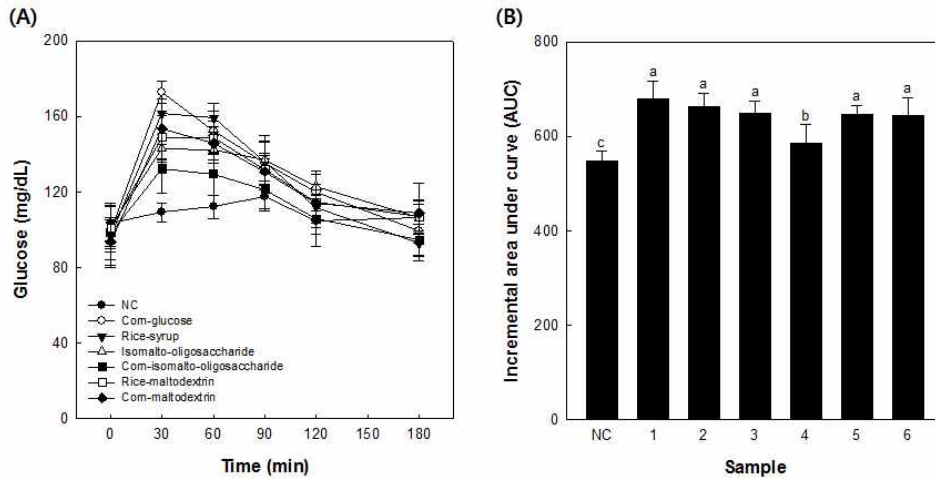 (A)
200
160
120
80
40
0
Glucose (mg/dL)
NC
Corn-glucose
Rice-syrup
Isomalto-oligosaccharide
Corn-isomalto-oligosaccharide
Rice-maltodextrin
Corn-maltodextrin
0 30 60 90 120 180
Time (min)
(B)
800
600
400
200
0
Incremental area under curve (AUC)
c a a a b a a
NC 1 2 3 4 5 6
Sample